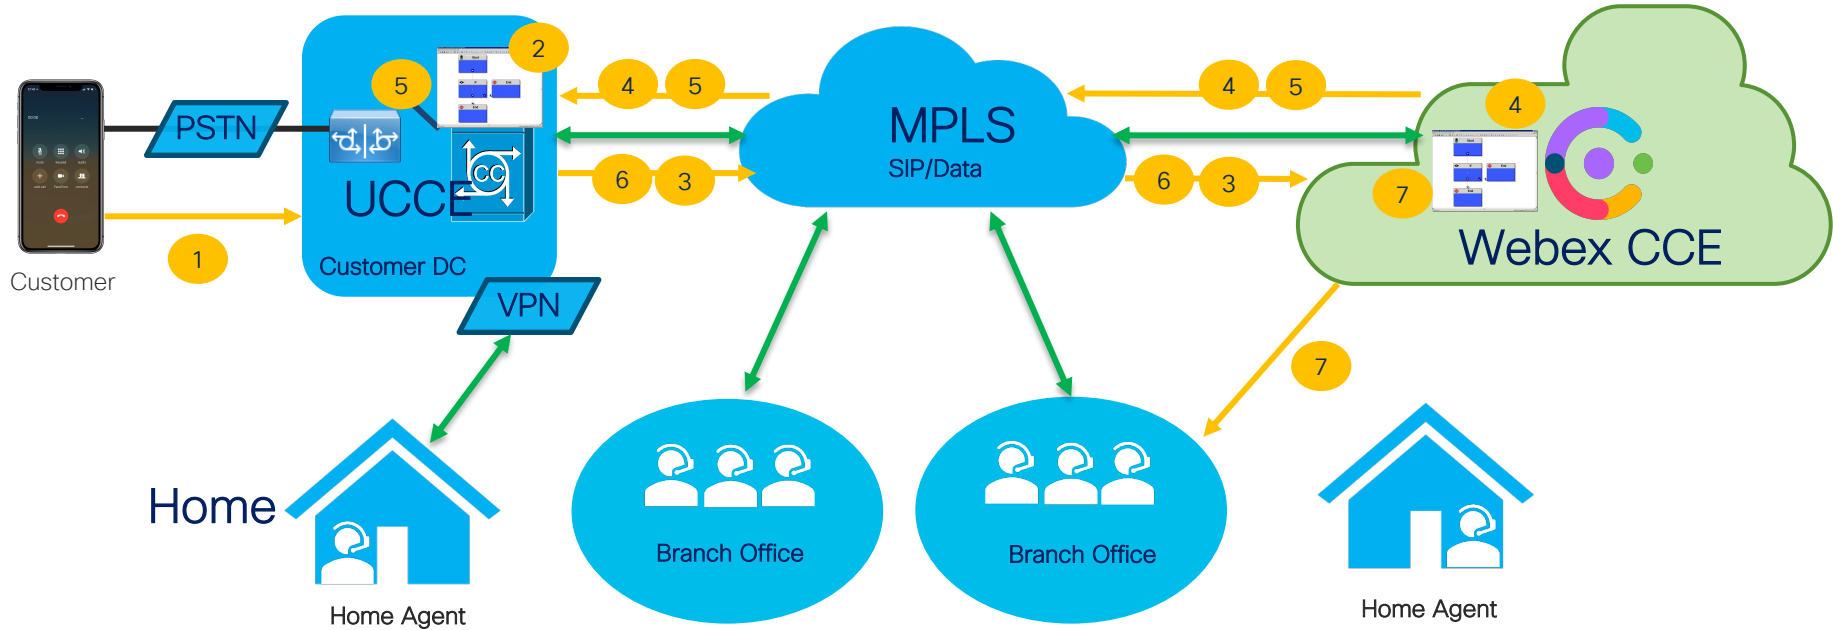 2
5
4
5
4
5
4
MPLS
SIP/Data
PSTN
CC
UCCE
6
3
6
3
7
1
Customer
Customer DC
Webex CCE
VPN
7
Home
Home Agent
Branch Office
Branch Office
Home Agent